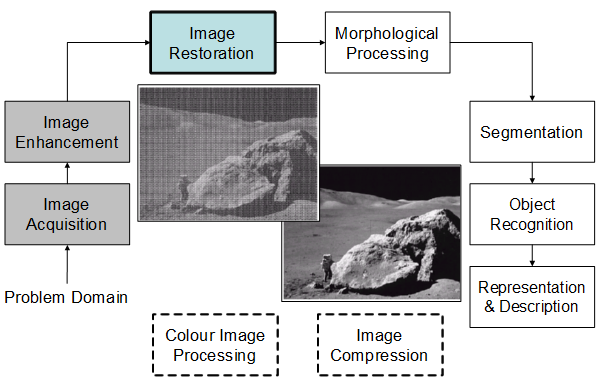 Image
Restoration
Morphological
Processing
Image
Enhancement
Segmentation
Image
Acquisition
Object
Recognition
Problem Domain
Representation
& Description
Colour Image
Processing
Image
Compression